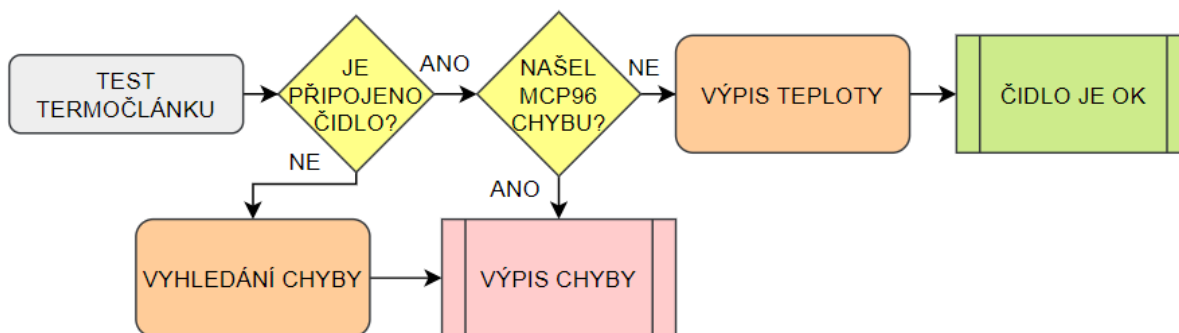 TEST
TERMOČLÁNKU
JE
PŘIPOJENO
ČIDLO?
ANO
NAŠEL
MCP96
CHYBU?
NE
VÝPIS TEPLOTY
ČIDLO JE OK
NE
ANO
VYHLEDÁNÍ CHYBY
VÝPIS CHYBY